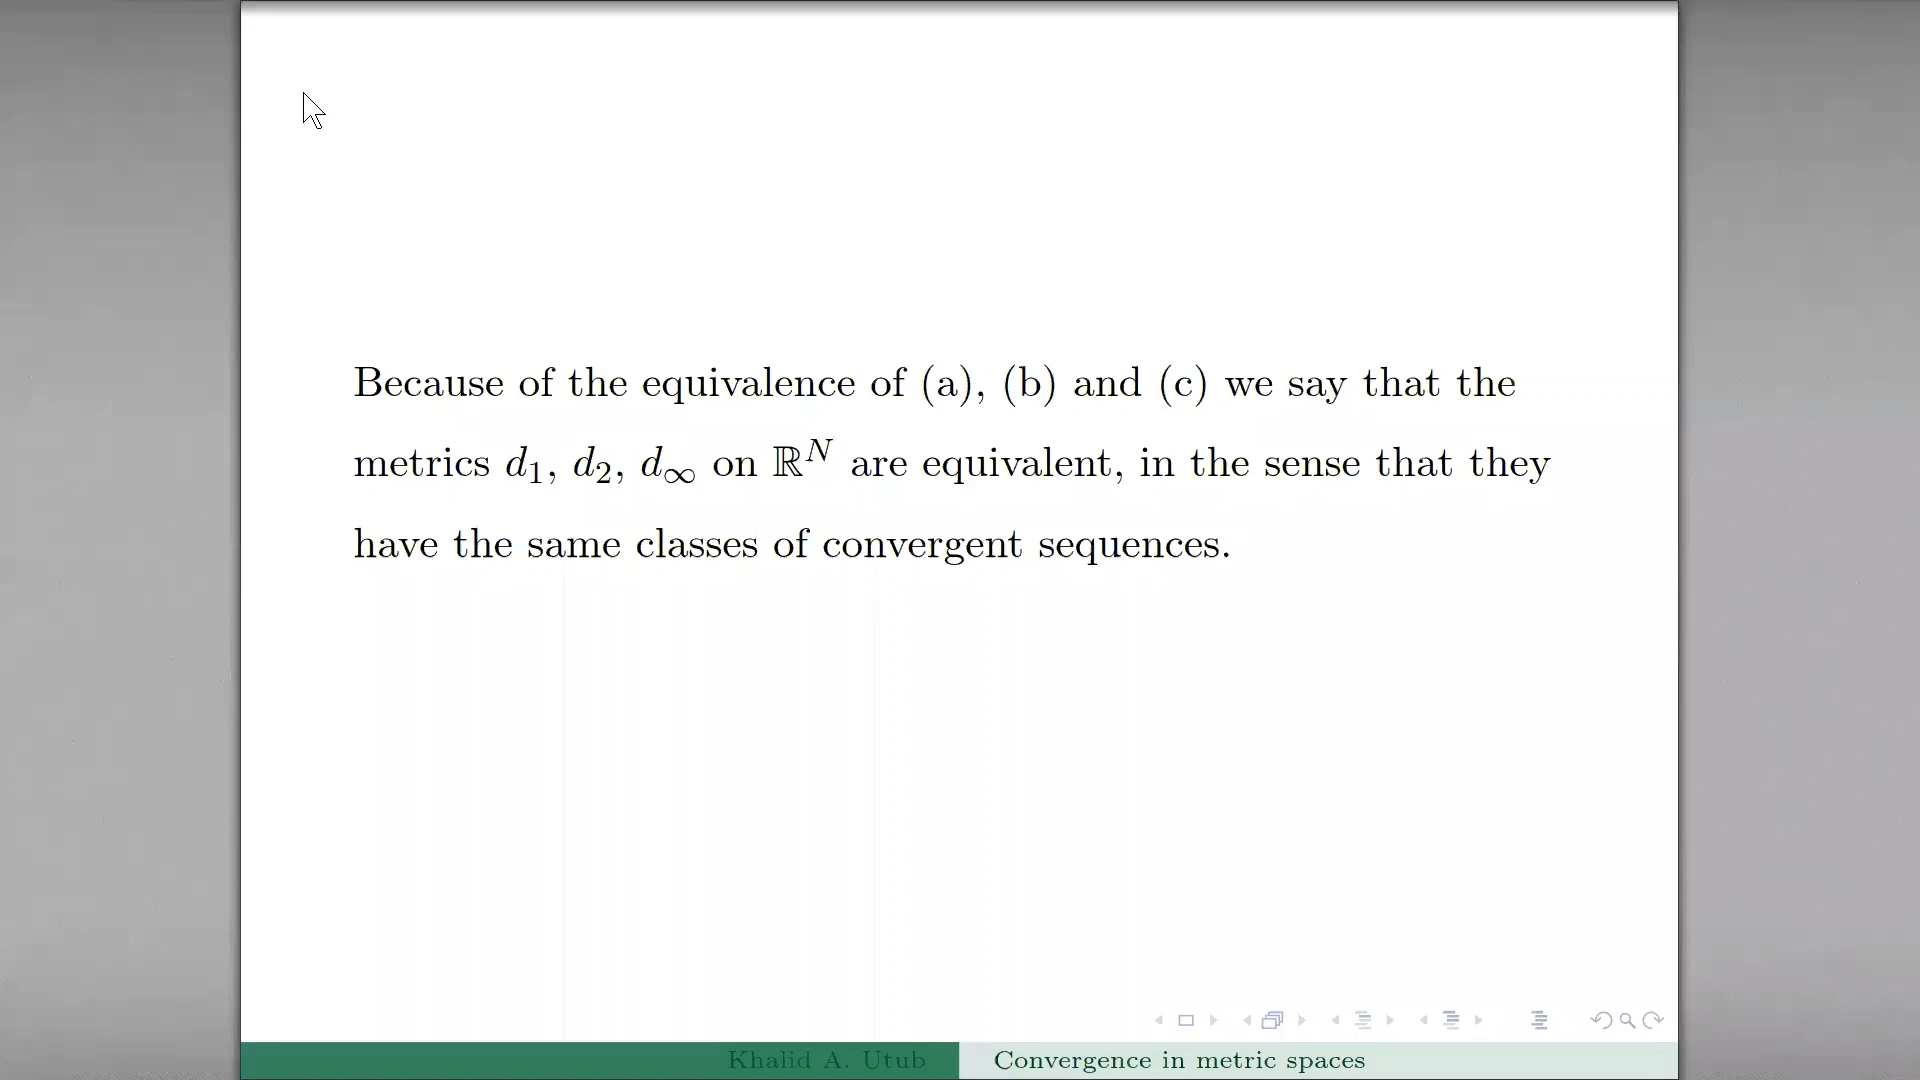 Because of the equivalence of (a), (b) and (c) we say that the
metrics d₁, d₂, d∞ on ℝᴺ are equivalent, in the sense that they
have the same classes of convergent sequences.
Khalid A. Utub
Convergence in metric spaces